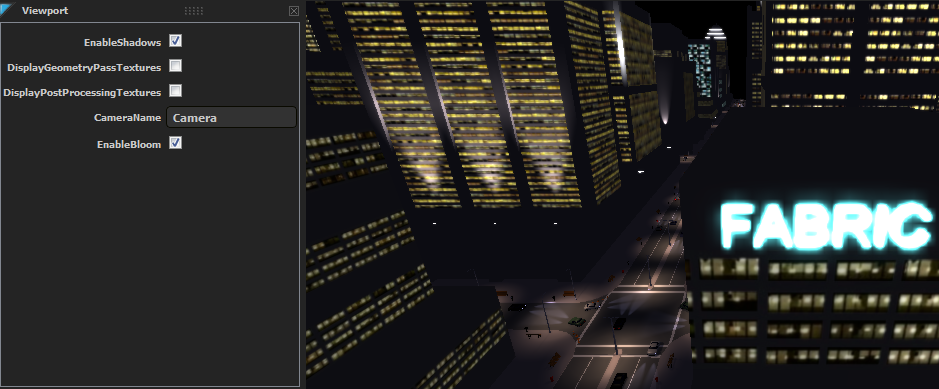 Viewport
EnableShadows
DisplayGeometryPassTextures
DisplayPostProcessingTextures
CameraName Camera
EnableBloom
FABRIC